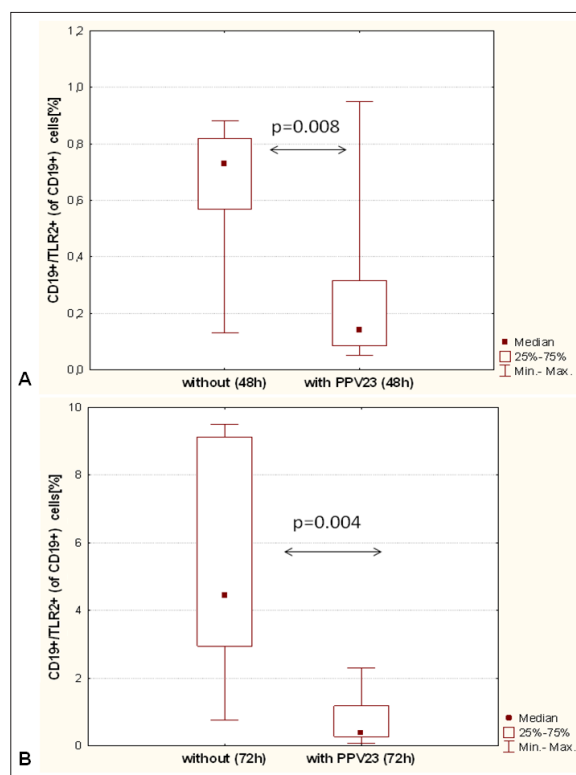 CD19+/TLR2+ (of CD19+) cells[%]
1,2
1,0
0,8
0,6
0,4
0,2
0,0
p=0.008
without (48h)
with PPV23 (48h)
Median
25%-75%
Min.- Max.
A
CD19+/TLR2+ (of CD19+) cells[%]
10
8
6
4
2
0
p=0.004
without (72h)
with PPV23 (72h)
Median
25%-75%
Min.- Max.
B